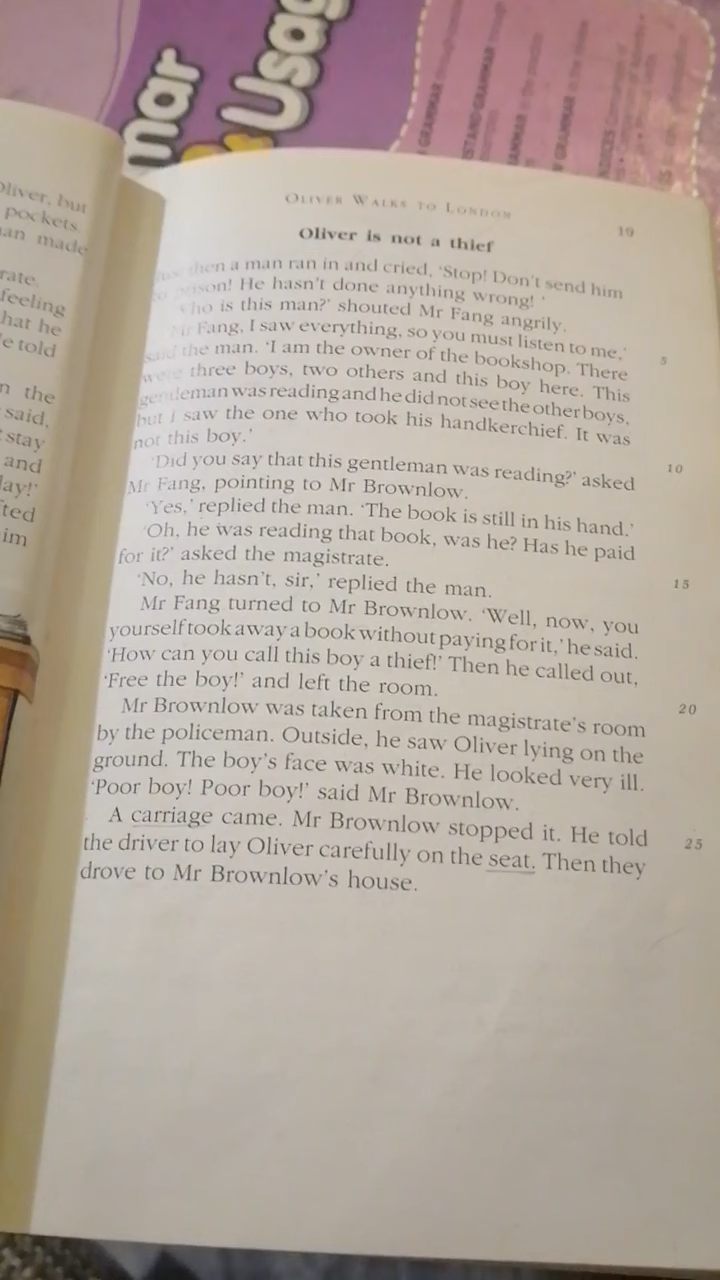 mar
Usag
GRAMMAR
AND GRAMMAR
GRAMMAR
GRAMMAR
Oliver, but
pockets.
an made
rate.
feeling
hat he
e told
n the
said,
stay
and
lay!'
ted
im
OLIVER WALKS TO LONDON
19
Oliver is not a thief
then a man ran in and cried, 'Stop! Don't send him
prison! He hasn't done anything wrong! '
who is this man?' shouted Mr Fang angrily.
Mr Fang, I saw everything, so you must listen to me,'
said the man. 'I am the owner of the bookshop. There 5
were three boys, two others and this boy here. This
gentleman was reading and he did not see the other boys,
but I saw the one who took his handkerchief. It was
not this boy.'
'Did you say that this gentleman was reading?' asked 10
Mr Fang, pointing to Mr Brownlow.
'Yes,' replied the man. 'The book is still in his hand.'
'Oh, he was reading that book, was he? Has he paid
for it?' asked the magistrate.
'No, he hasn't, sir,' replied the man. 15
Mr Fang turned to Mr Brownlow. 'Well, now, you
yourself took away a book without paying for it,' he said.
'How can you call this boy a thief!' Then he called out,
'Free the boy!' and left the room.
Mr Brownlow was taken from the magistrate's room 20
by the policeman. Outside, he saw Oliver lying on the
ground. The boy's face was white. He looked very ill.
'Poor boy! Poor boy!' said Mr Brownlow.
A carriage came. Mr Brownlow stopped it. He told
the driver to lay Oliver carefully on the seat. Then they 25
drove to Mr Brownlow's house.